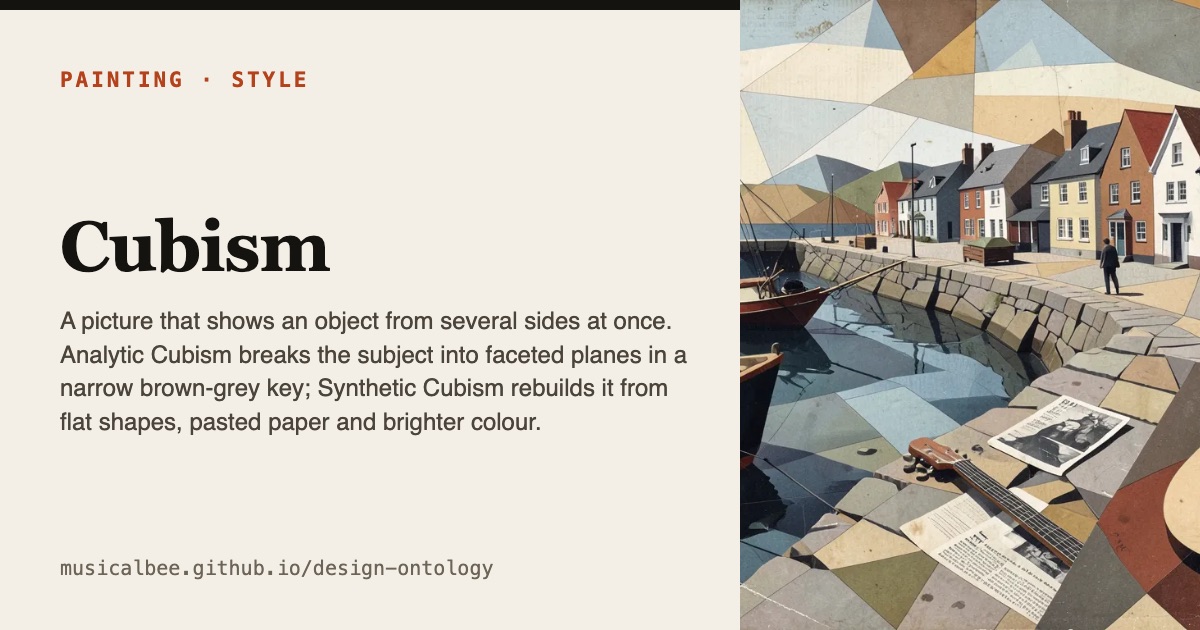 PAINTING · STYLE
Cubism
A picture that shows an object from several sides at once.
Analytic Cubism breaks the subject into faceted planes in a
narrow brown-grey key; Synthetic Cubism rebuilds it from
flat shapes, pasted paper and brighter colour.
musicalbee.github.io/design-ontology